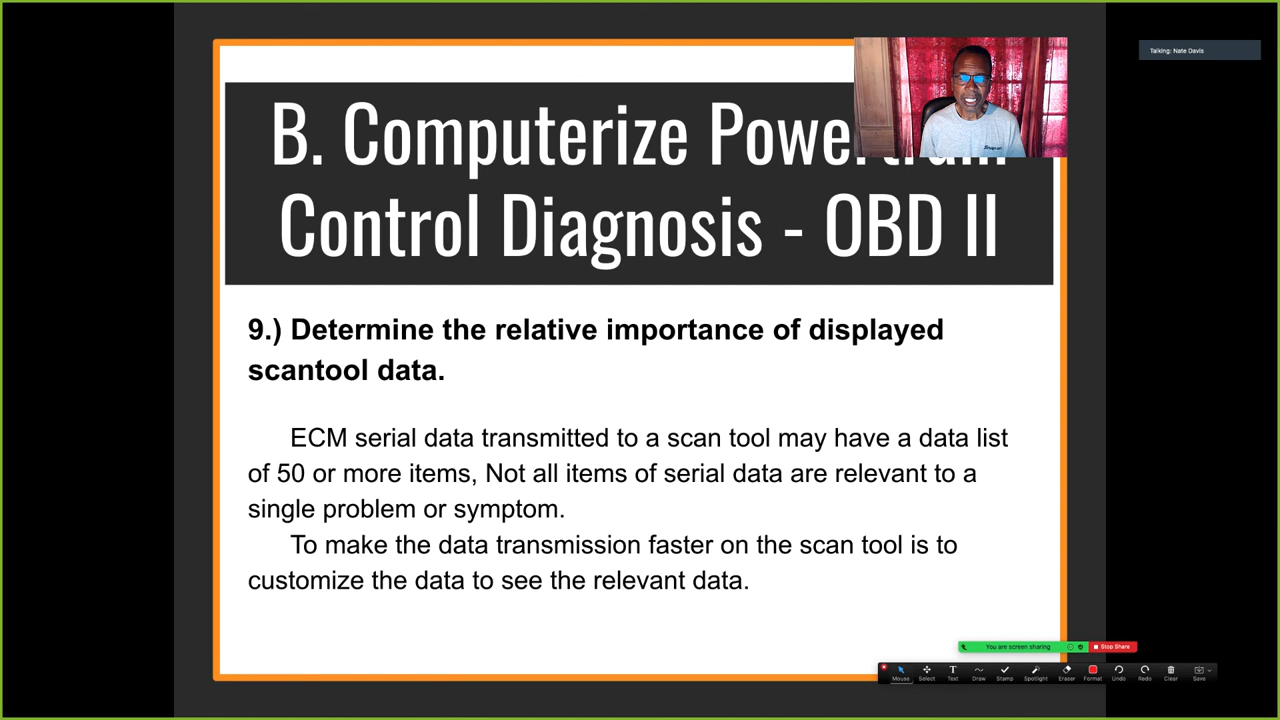 Talking: Nate Davis
B. Computerize
Control Diagnosis - OBD II
9.) Determine the relative importance of displayed
scantool data.
ECM serial data transmitted to a scan tool may have a data list
of 50 or more items, Not all items of serial data are relevant to a
single problem or symptom.
To make the data transmission faster on the scan tool is to
customize the data to see the relevant data.
You are screen sharing
Stop Share
Mouse
Select
Text
Draw
Stamp
Spotlight
Eraser
Format
Undo
Redo
Clear
Save